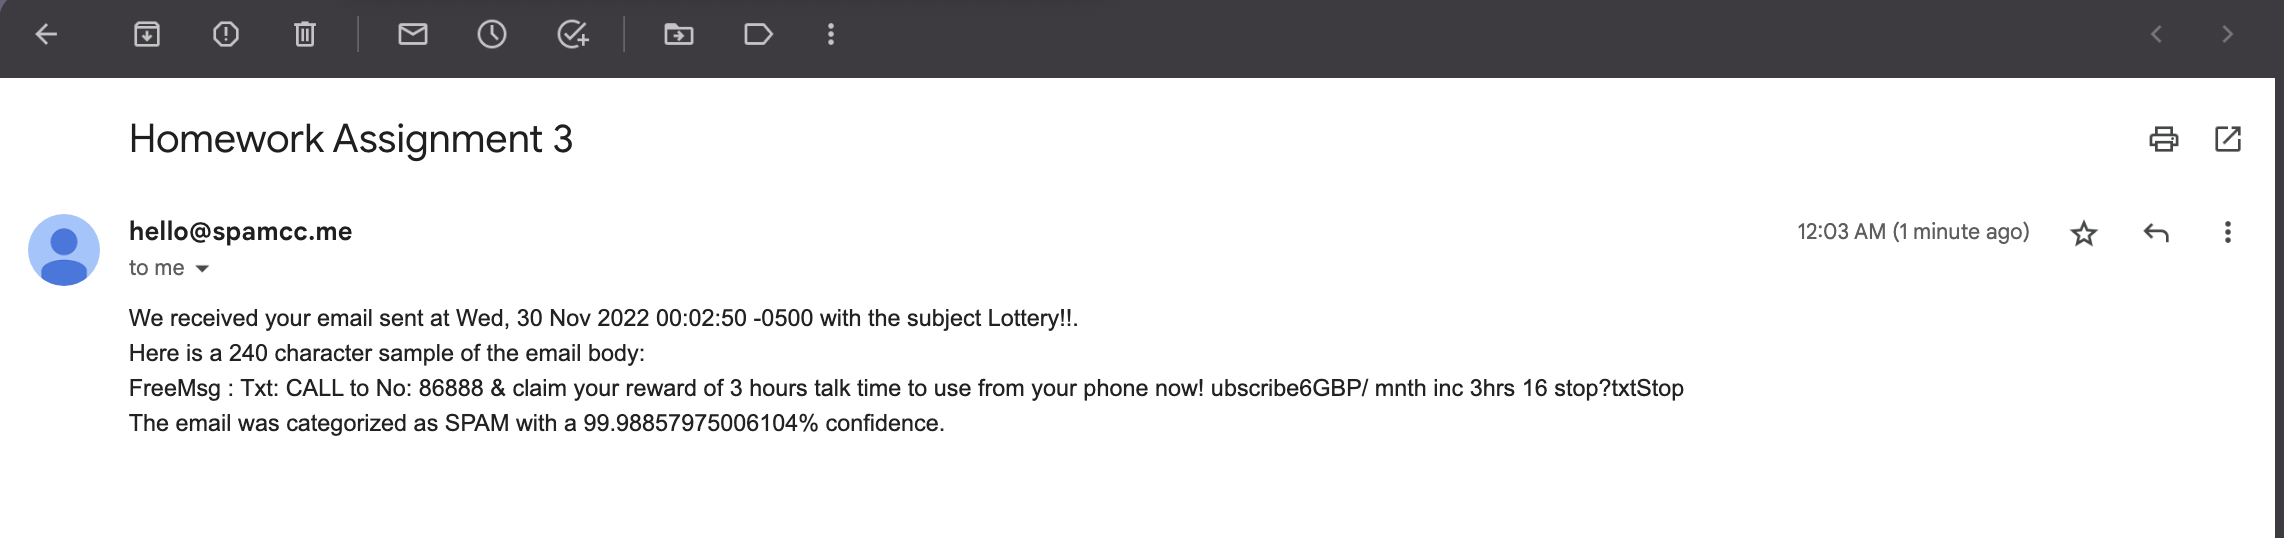 Homework Assignment 3
hello@spamcc.me
12:03 AM (1 minute ago)
to me
We received your email sent at Wed, 30 Nov 2022 00:02:50 -0500 with the subject Lottery!!.
Here is a 240 character sample of the email body:
FreeMsg : Txt: CALL to No: 86888 & claim your reward of 3 hours talk time to use from your phone now! ubscribe6GBP/ mnth inc 3hrs 16 stop?txtStop
The email was categorized as SPAM with a 99.98857975006104% confidence.